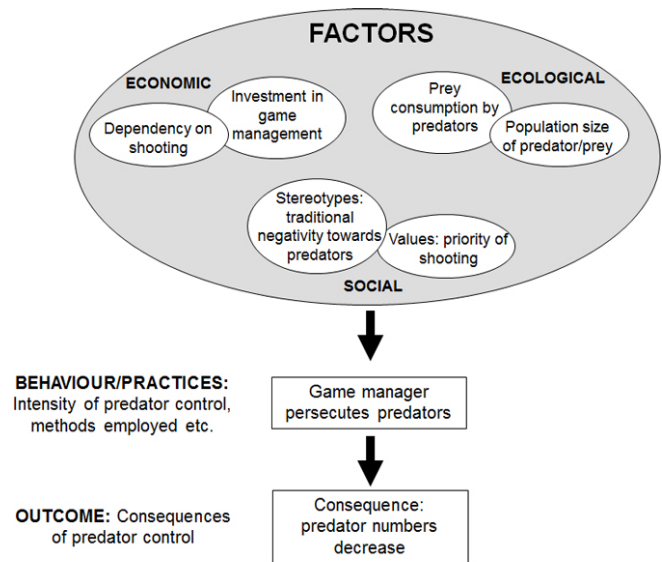 FACTORS
ECONOMIC
Dependency on
shooting
Investment in
game
management
ECOLOGICAL
Prey
consumption by
predators
Population size
of predator/prey
Stereotypes:
traditional
negativity towards
predators
Values: priority of
shooting
SOCIAL
BEHAVIOUR/PRACTICES:
Intensity of predator control,
methods employed etc.
Game manager
persecutes predators
OUTCOME: Consequences
of predator control
Consequence:
predator numbers
decrease